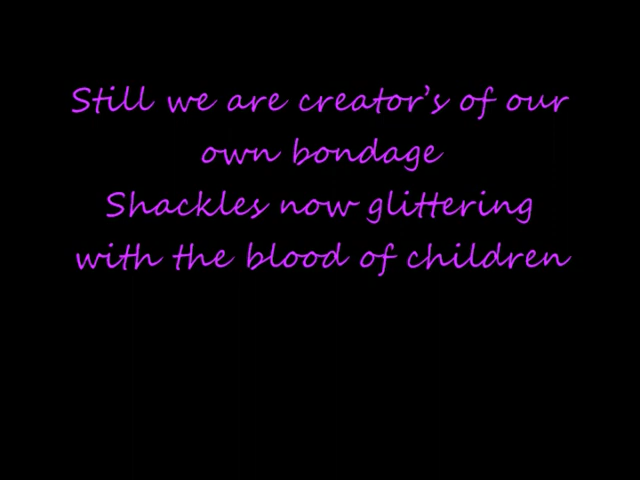 Still we are creator's of our
own bondage
Shackles now glittering
with the blood of children